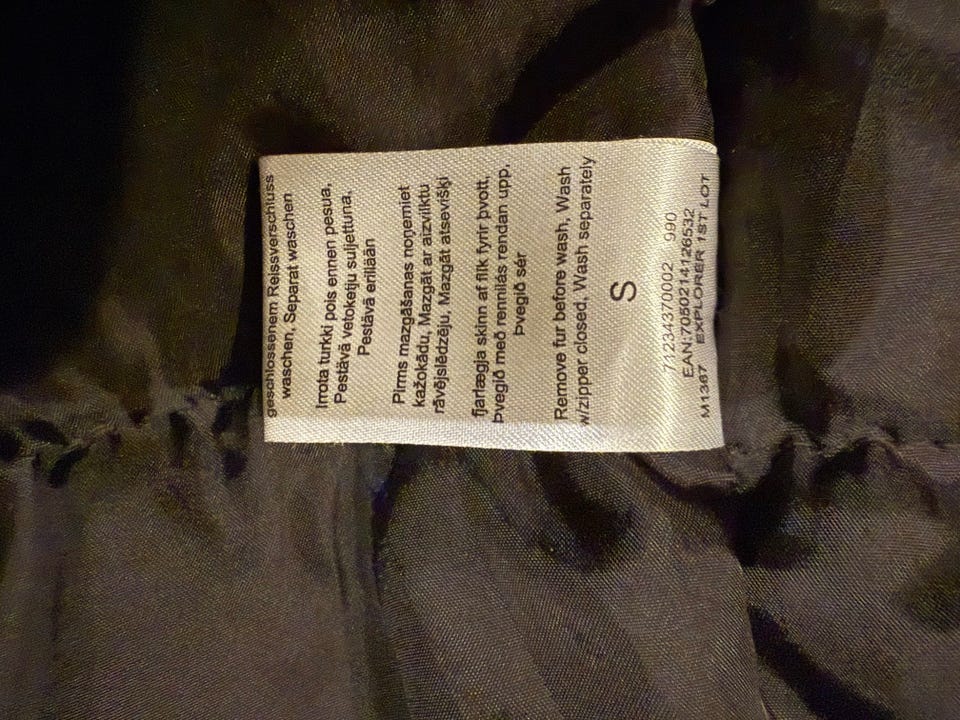 geschlossenem Reissverschluss
waschen, Separat waschen
Irrota turkki pois ennen pesua,
Pestävä vetoketju suljettuna,
Pestävä erillään
Pirms mazgāšanas noņemiet
kažokādu, Mazgāt ar aizvilktu
rāvējslēdzēju, Mazgāt atsevišķi
fjarlægja skinn af flík fyrir þvott,
Þvegið með rennilás rendan upp,
Þvegið sér
Remove fur before wash, Wash
w/zipper closed, Wash separately
S
71234370002 990
EAN:7050214126532
M1367 EXPLORER 1ST LOT